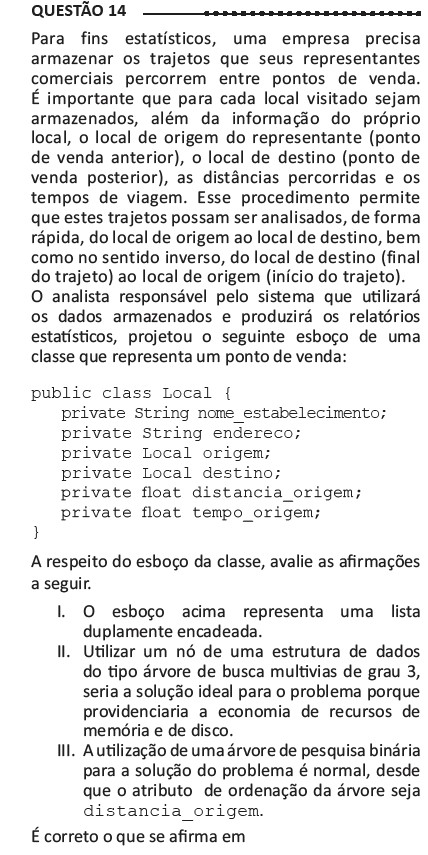 QUESTÃO 14
Para fins estatísticos, uma empresa precisa
armazenar os trajetos que seus representantes
comerciais percorrem entre pontos de venda.
É importante que para cada local visitado sejam
armazenados, além da informação do próprio
local, o local de origem do representante (ponto
de venda anterior), o local de destino (ponto de
venda posterior), as distâncias percorridas e os
tempos de viagem. Esse procedimento permite
que estes trajetos possam ser analisados, de forma
rápida, do local de origem ao local de destino, bem
como no sentido inverso, do local de destino (final
do trajeto) ao local de origem (início do trajeto).
O analista responsável pelo sistema que utilizará
os dados armazenados e produzirá os relatórios
estatísticos, projetou o seguinte esboço de uma
classe que representa um ponto de venda:
public class Local {
private String nome_estabelecimento;
private String endereco;
private Local origem;
private Local destino;
private float distancia_origem;
private float tempo_origem;
}
A respeito do esboço da classe, avalie as afirmações
a seguir.
I. O esboço acima representa uma lista
duplamente encadeada.
II. Utilizar um nó de uma estrutura de dados
do tipo árvore de busca multivias de grau 3,
seria a solução ideal para o problema porque
providenciaria a economia de recursos de
memória e de disco.
III. A utilização de uma árvore de pesquisa binária
para a solução do problema é normal, desde
que o atributo de ordenação da árvore seja
distancia_origem.
É correto o que se afirma em